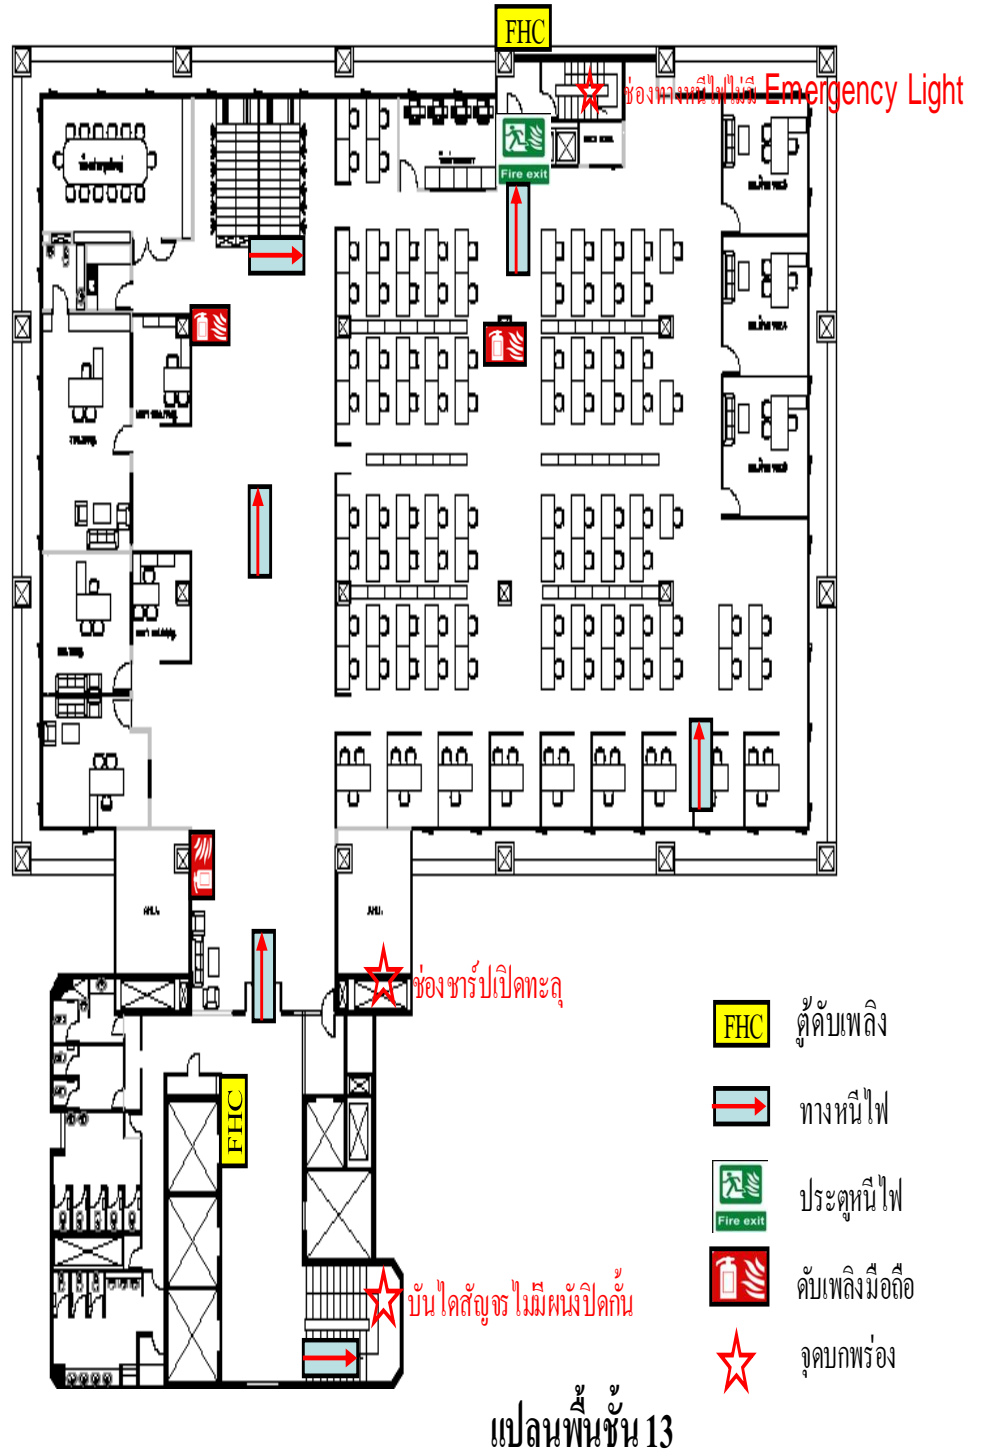 FHC
ช่องทางหนีไฟไม่มี Emergency Light
Fire exit
ช่องชาร์ปเปิดทะลุ
FHC
บันไดสัญจรไม่มีผนังปิดกั้น
FHC ตู้ดับเพลิง
ทางหนีไฟ
ประตูหนีไฟ
Fire exit
ดับเพลิงมือถือ
จุดบกพร่อง
แปลนพื้นชั้น 13